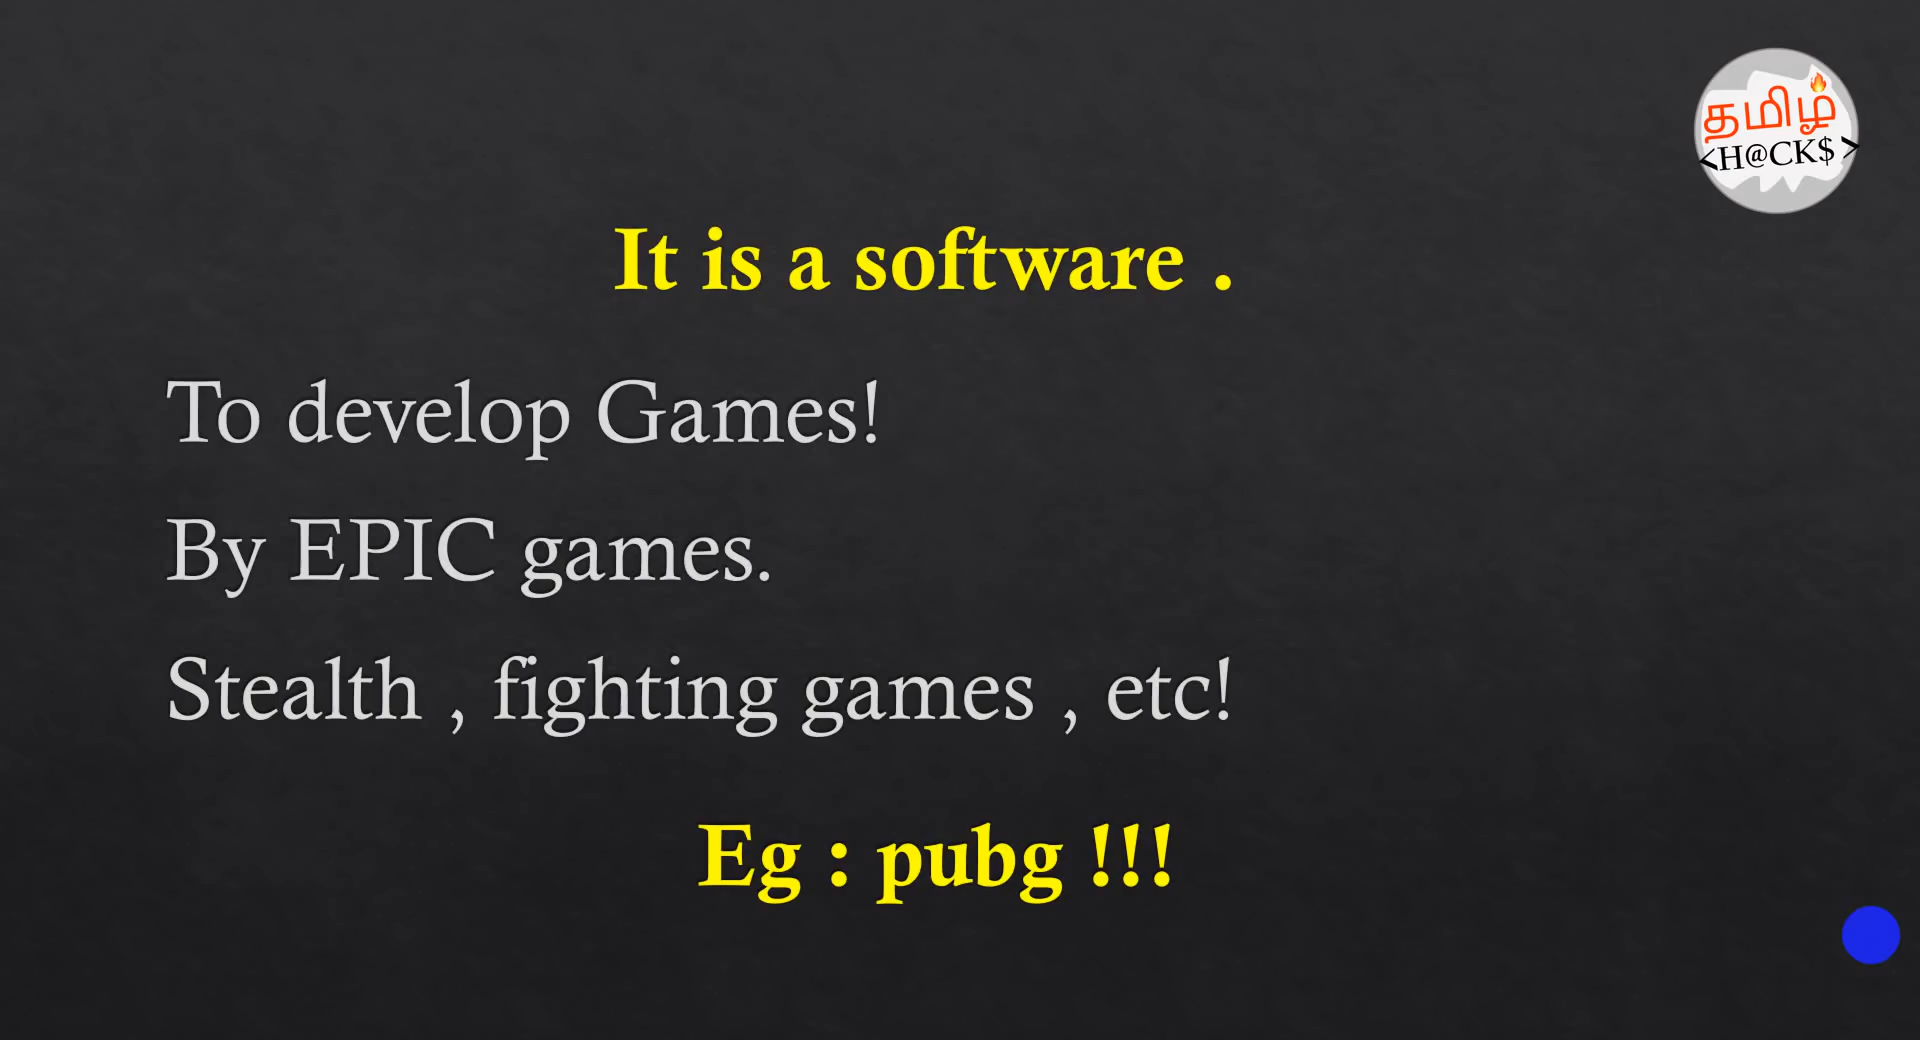 தமிழ்
<H@CK$>
It is a software .
To develop Games!
By EPIC games.
Stealth , fighting games , etc!
Eg : pubg !!!